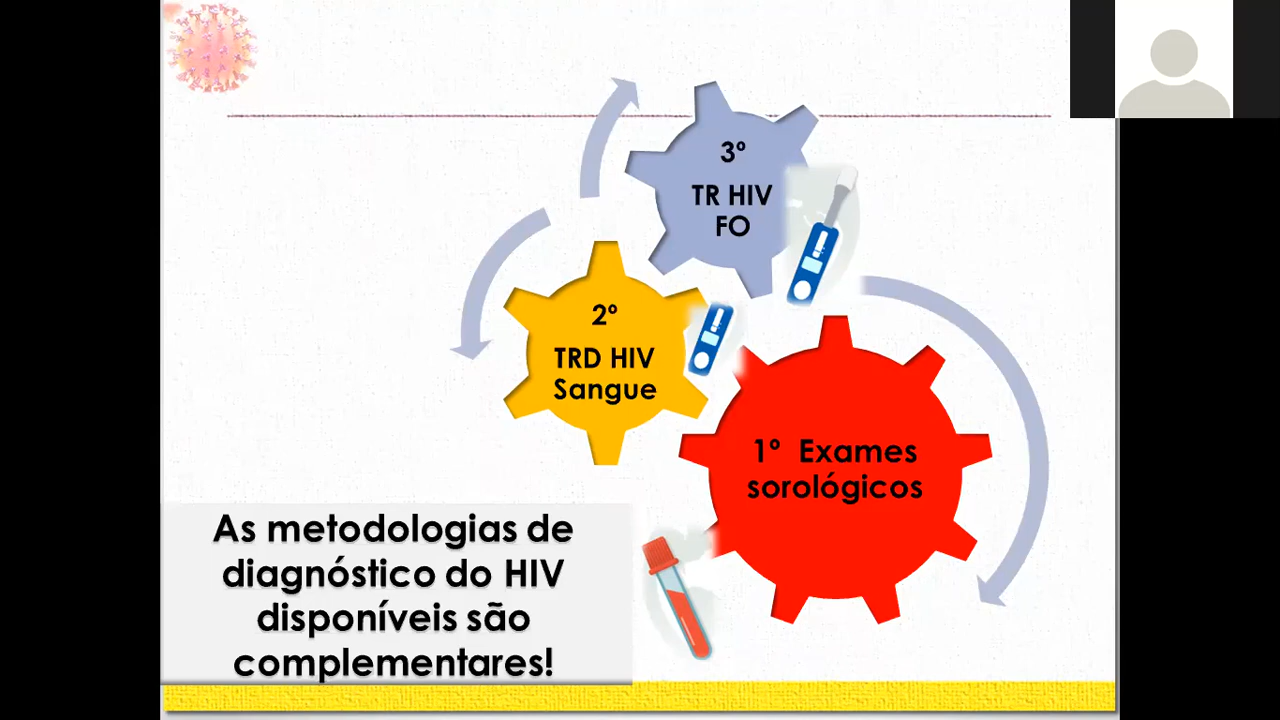 3º
TR HIV
FO
2º
TRD HIV
Sangue
1º Exames
sorológicos
As metodologias de
diagnóstico do HIV
disponíveis são
complementares!